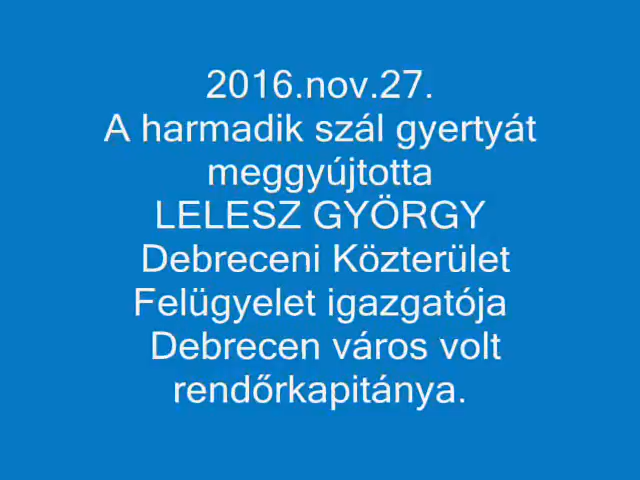 2016.nov.27.
A harmadik szál gyertyát
meggyújtotta
LELESZ GYÖRGY
Debreceni Közterület
Felügyelet igazgatója
Debrecen város volt
rendőrkapitánya.